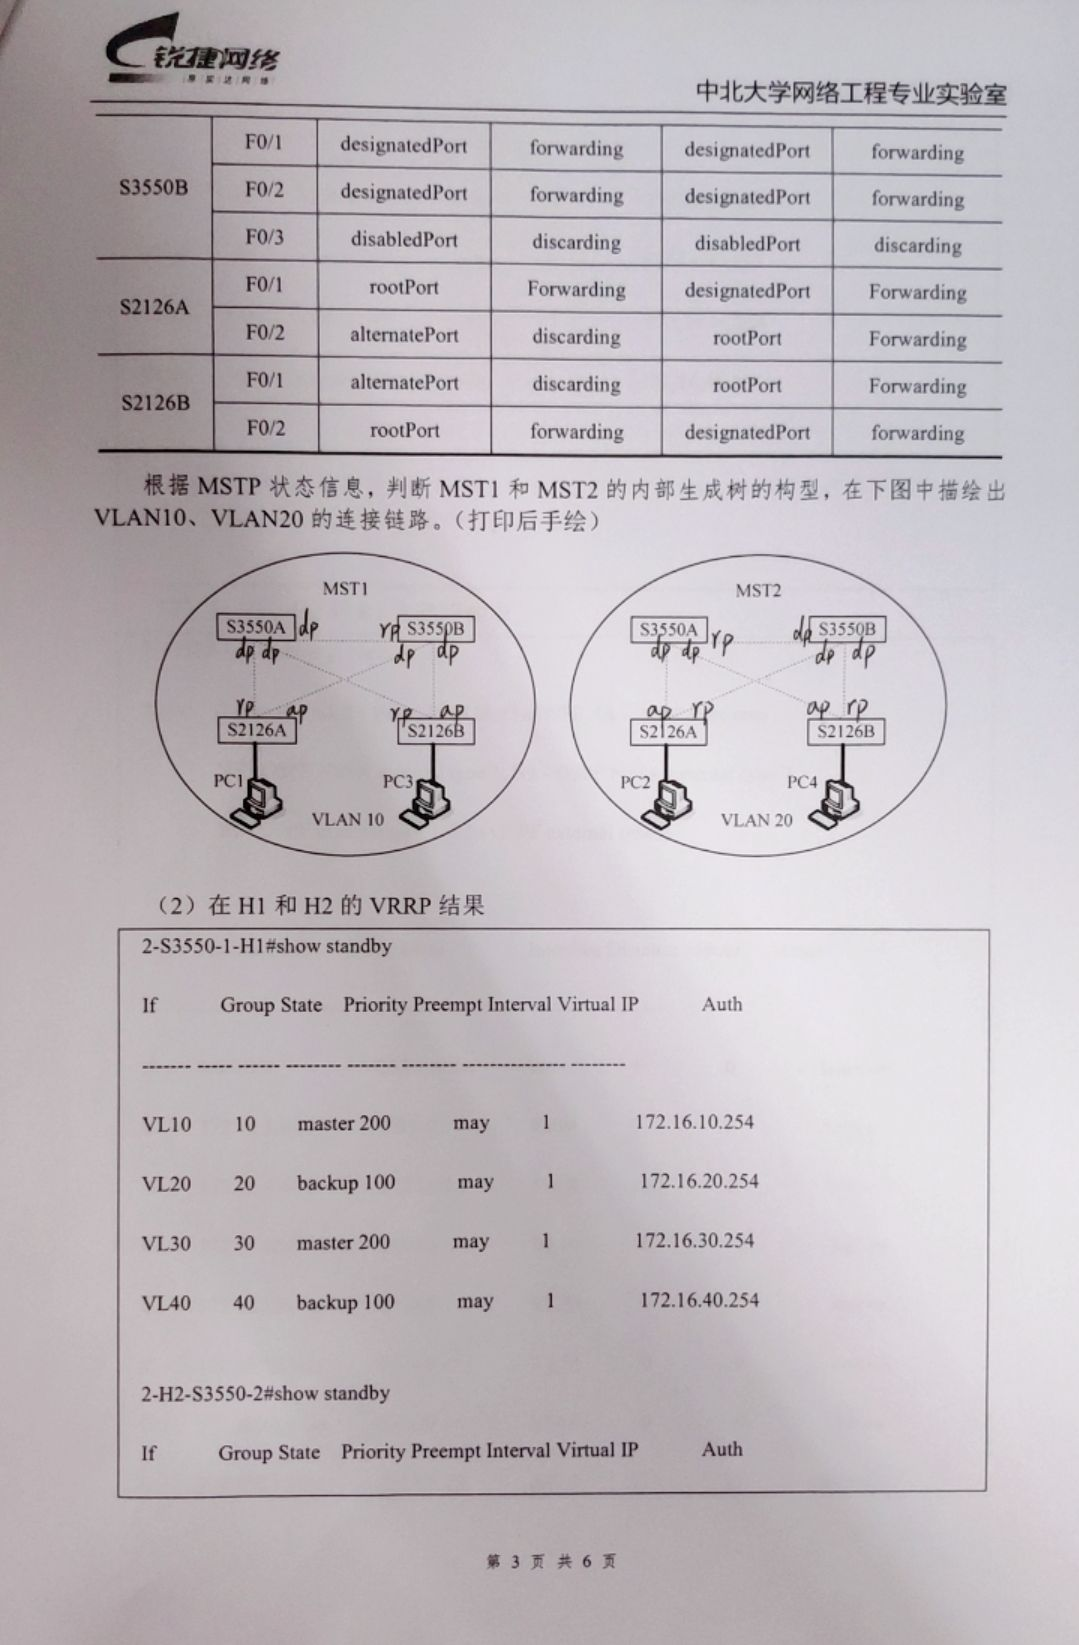 锐捷网络
中北大学网络工程专业实验室
S3550B
F0/1 designatedPort forwarding designatedPort forwarding
F0/2 designatedPort forwarding designatedPort forwarding
F0/3 disabledPort discarding disabledPort discarding
S2126A
F0/1 rootPort Forwarding designatedPort Forwarding
F0/2 alternatePort discarding rootPort Forwarding
S2126B
F0/1 alternatePort discarding rootPort Forwarding
F0/2 rootPort forwarding designatedPort forwarding
根据 MSTP 状态信息，判断 MST1 和 MST2 的内部生成树的构型，在下图中描绘出
VLAN10、VLAN20 的连接链路。（打印后手绘）
MST1
S3550A dp rp S3550B
dp dp dp dp
rp ap rp ap
S2126A S2126B
PC1 PC3
VLAN 10
MST2
S3550A rp dp S3550B
dp dp dp dp
ap rp ap rp
S2126A S2126B
PC2 PC4
VLAN 20
（2）在 H1 和 H2 的 VRRP 结果
2-S3550-1-H1#show standby
If Group State Priority Preempt Interval Virtual IP Auth
------- ----- ------ -------- ------- -------- --------------- --------
VL10 10 master 200 may 1 172.16.10.254
VL20 20 backup 100 may 1 172.16.20.254
VL30 30 master 200 may 1 172.16.30.254
VL40 40 backup 100 may 1 172.16.40.254
2-H2-S3550-2#show standby
If Group State Priority Preempt Interval Virtual IP Auth
第 3 页 共 6 页